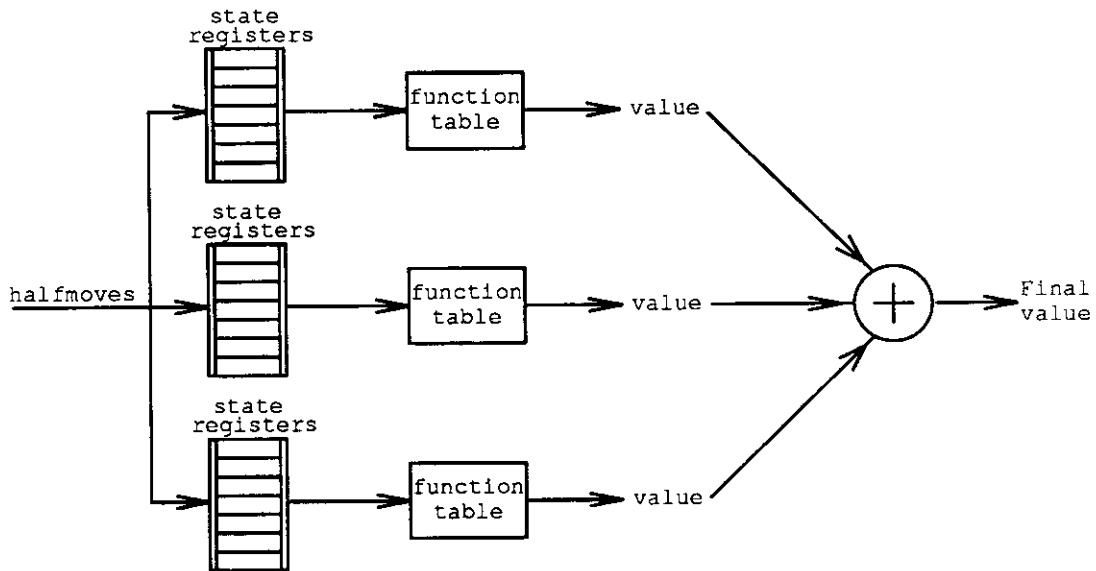 state
registers
function
table
value
state
registers
halfmoves
function
table
value
Final
value
state
registers
function
table
value